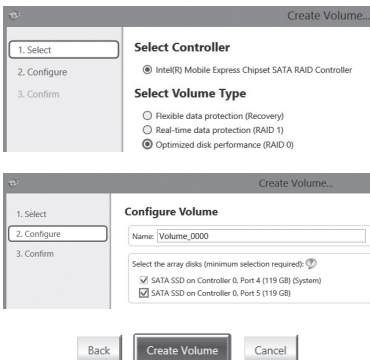 Create Volume...
1. Select
2. Configure
3. Confirm
Select Controller
Intel(R) Mobile Express Chipset SATA RAID Controller
Select Volume Type
Flexible data protection (Recovery)
Real-time data protection (RAID 1)
Optimized disk performance (RAID 0)
Create Volume...
1. Select
2. Configure
3. Confirm
Configure Volume
Name: Volume_0000
Select the array disks (minimum selection required): ?
SATA SSD on Controller 0, Port 4 (119 GB) (System)
SATA SSD on Controller 0, Port 5 (119 GB)
Back Create Volume Cancel